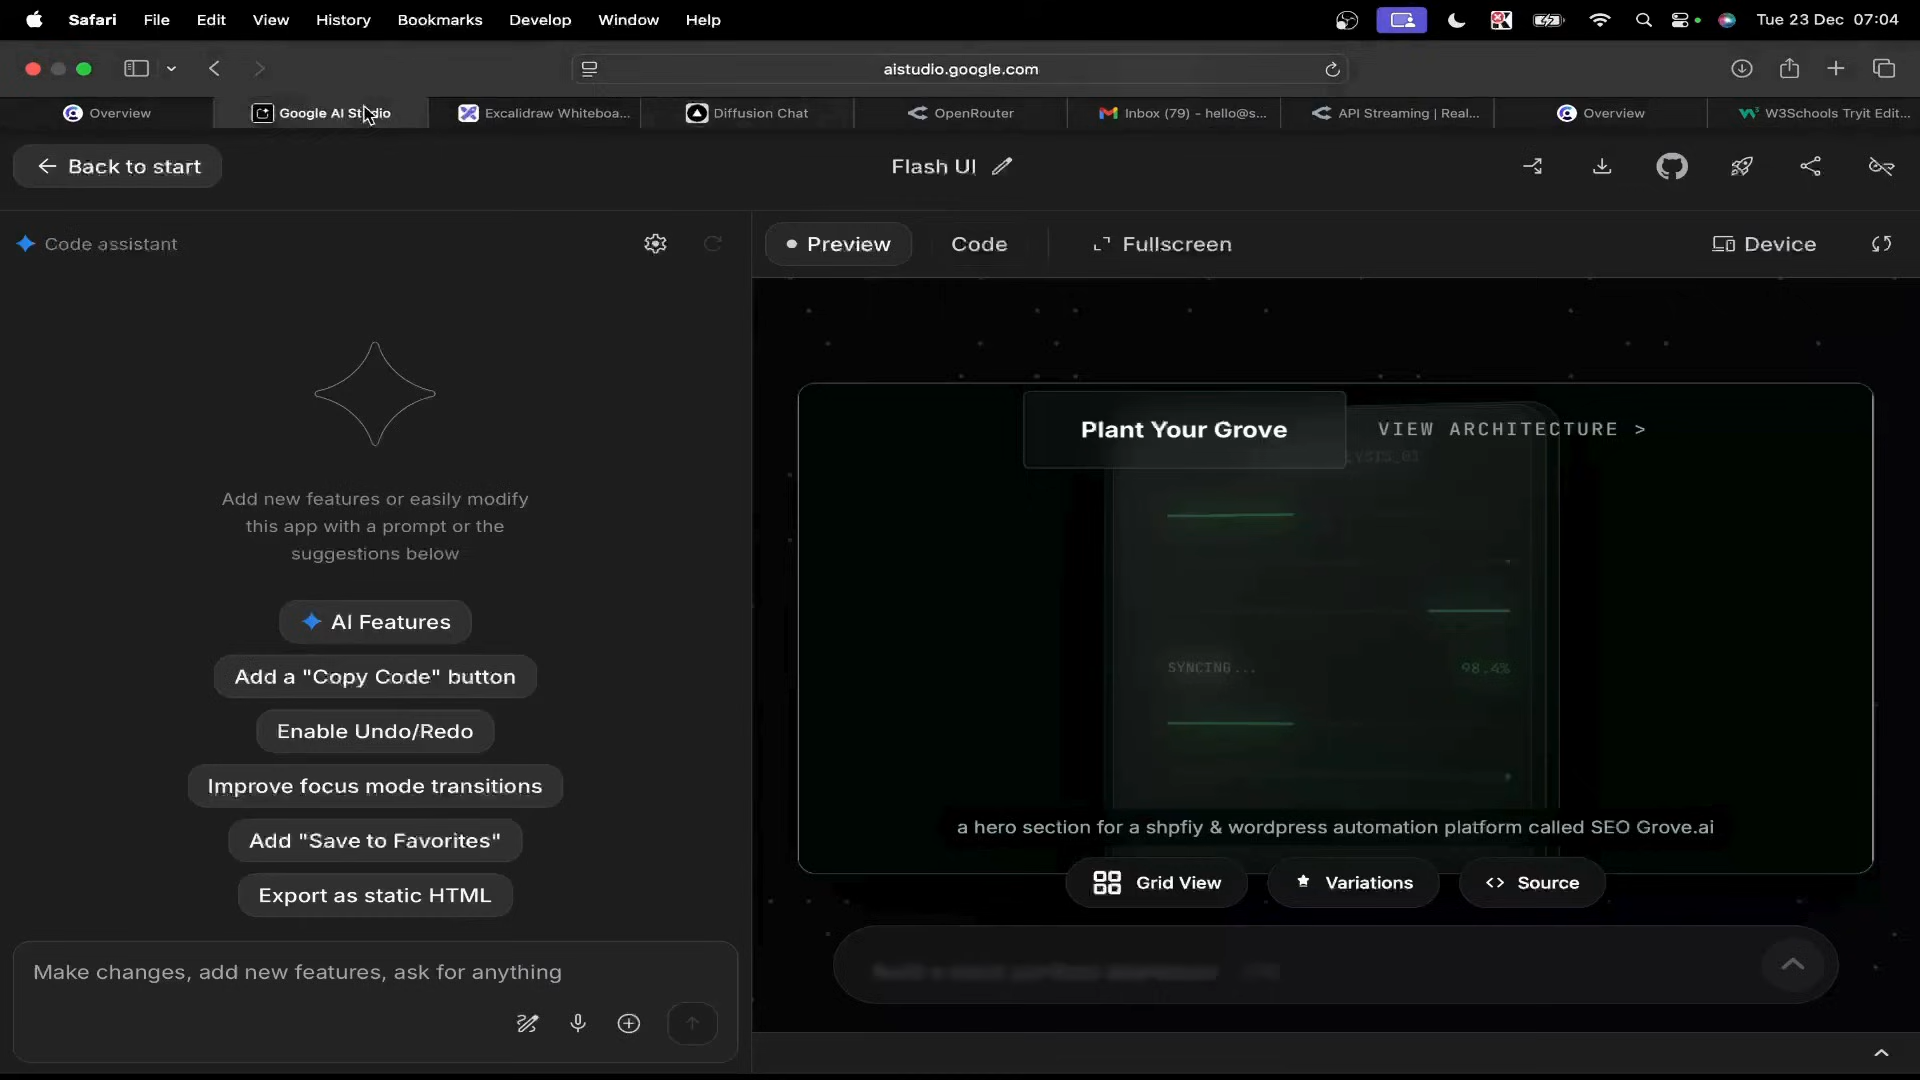 Safari File Edit View History Bookmarks Develop Window Help Tue 23 Dec 07:04
aistudio.google.com
Overview Google AI Studio Excalidraw Whiteboa... Diffusion Chat OpenRouter Inbox (79) - hello@s... API Streaming | Real... Overview W3Schools Tryit Edit...
Back to start Flash UI
Code assistant
Preview Code Fullscreen Device
Add new features or easily modify
this app with a prompt or the
suggestions below
AI Features
Add a "Copy Code" button
Enable Undo/Redo
Improve focus mode transitions
Add "Save to Favorites"
Export as static HTML
Make changes, add new features, ask for anything
Plant Your Grove VIEW ARCHITECTURE >
SYNCING... 98.4%
a hero section for a shpfiy & wordpress automation platform called SEO Grove.ai
Grid View Variations Source